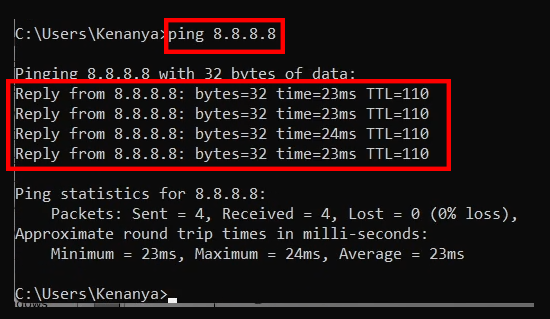 C:\Users\Kenanya>ping 8.8.8.8
Pinging 8.8.8.8 with 32 bytes of data:
Reply from 8.8.8.8: bytes=32 time=23ms TTL=110
Reply from 8.8.8.8: bytes=32 time=23ms TTL=110
Reply from 8.8.8.8: bytes=32 time=24ms TTL=110
Reply from 8.8.8.8: bytes=32 time=23ms TTL=110
Ping statistics for 8.8.8.8:
Packets: Sent = 4, Received = 4, Lost = 0 (0% loss),
Approximate round trip times in milli-seconds:
Minimum = 23ms, Maximum = 24ms, Average = 23ms
C:\Users\Kenanya>